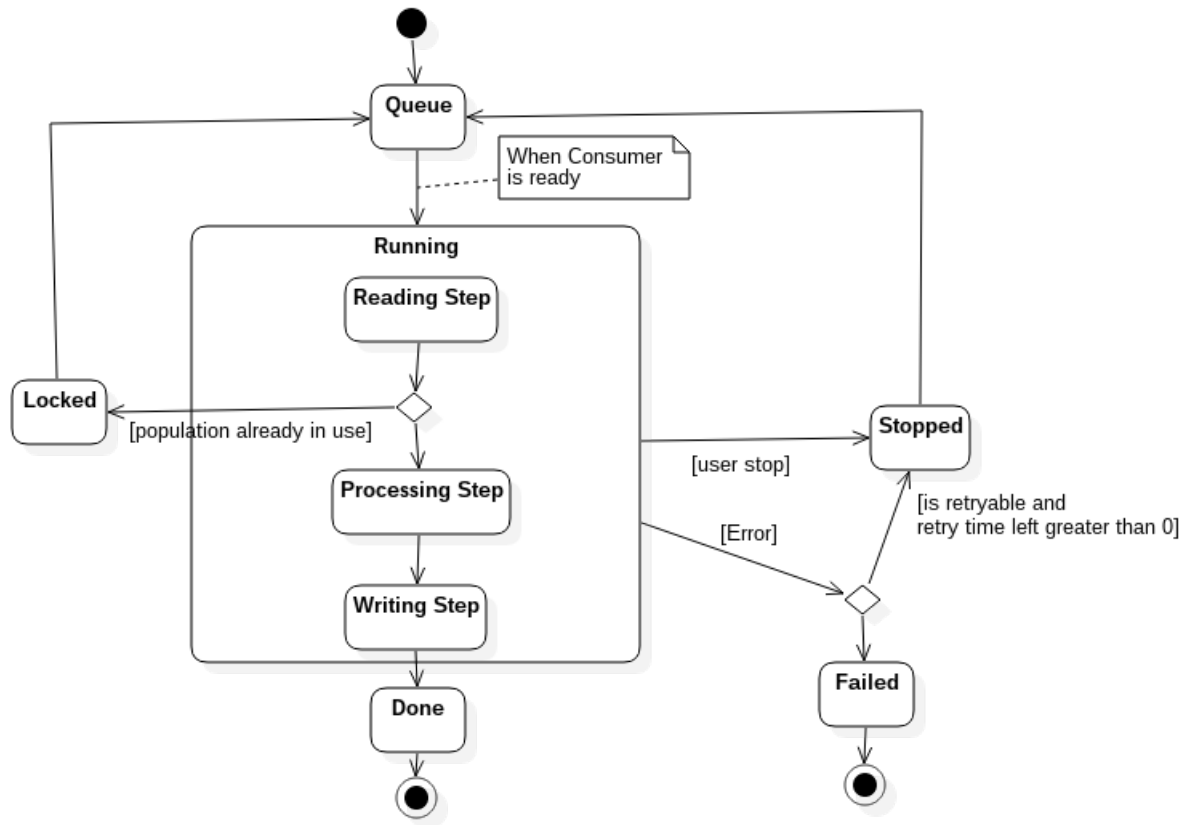 Queue
When Consumer
is ready
Running
Reading Step
Locked
[population already in use]
Stopped
Processing Step
[user stop]
[is retryable and
retry time left greater than 0]
[Error]
Writing Step
Failed
Done